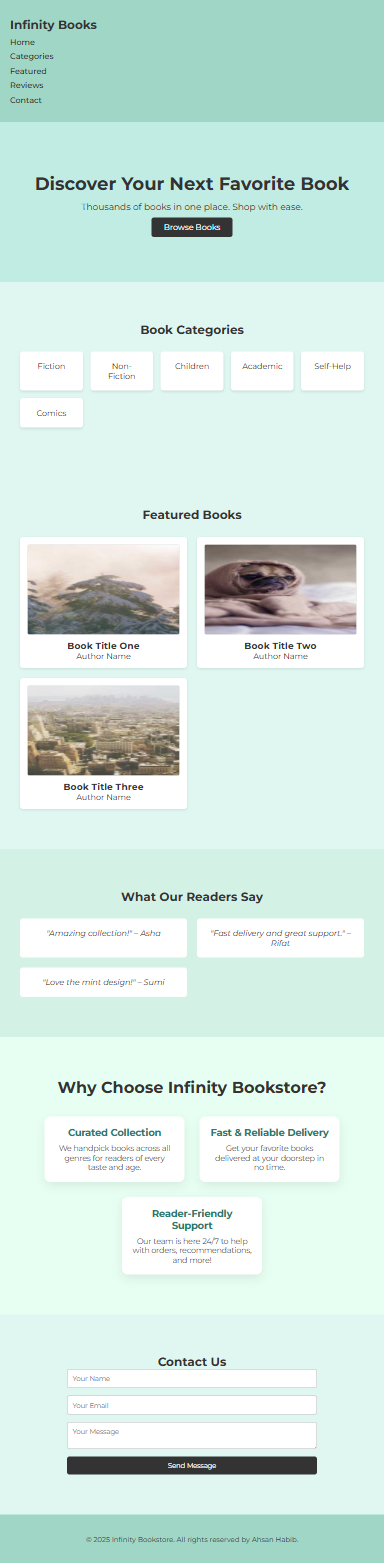 Infinity Books
Home
Categories
Featured
Reviews
Contact
Discover Your Next Favorite Book
Thousands of books in one place. Shop with ease.
Browse Books
Book Categories
Fiction
Non-
Fiction
Children
Academic
Self-Help
Comics
Featured Books
Book Title One
Author Name
Book Title Two
Author Name
Book Title Three
Author Name
What Our Readers Say
"Amazing collection!" – Asha
"Fast delivery and great support." –
Rifat
"Love the mint design!" – Sumi
Why Choose Infinity Bookstore?
Curated Collection
We handpick books across all
genres for readers of every
taste and age.
Fast & Reliable Delivery
Get your favorite books
delivered at your doorstep in
no time.
Reader-Friendly
Support
Our team is here 24/7 to help
with orders, recommendations,
and more!
Contact Us
Your Name
Your Email
Your Message
Send Message
© 2025 Infinity Bookstore. All rights reserved by Ahsan Habib.